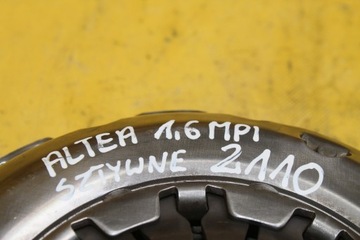 ALTEA 1,6 MPI
SZTYWNE 2110